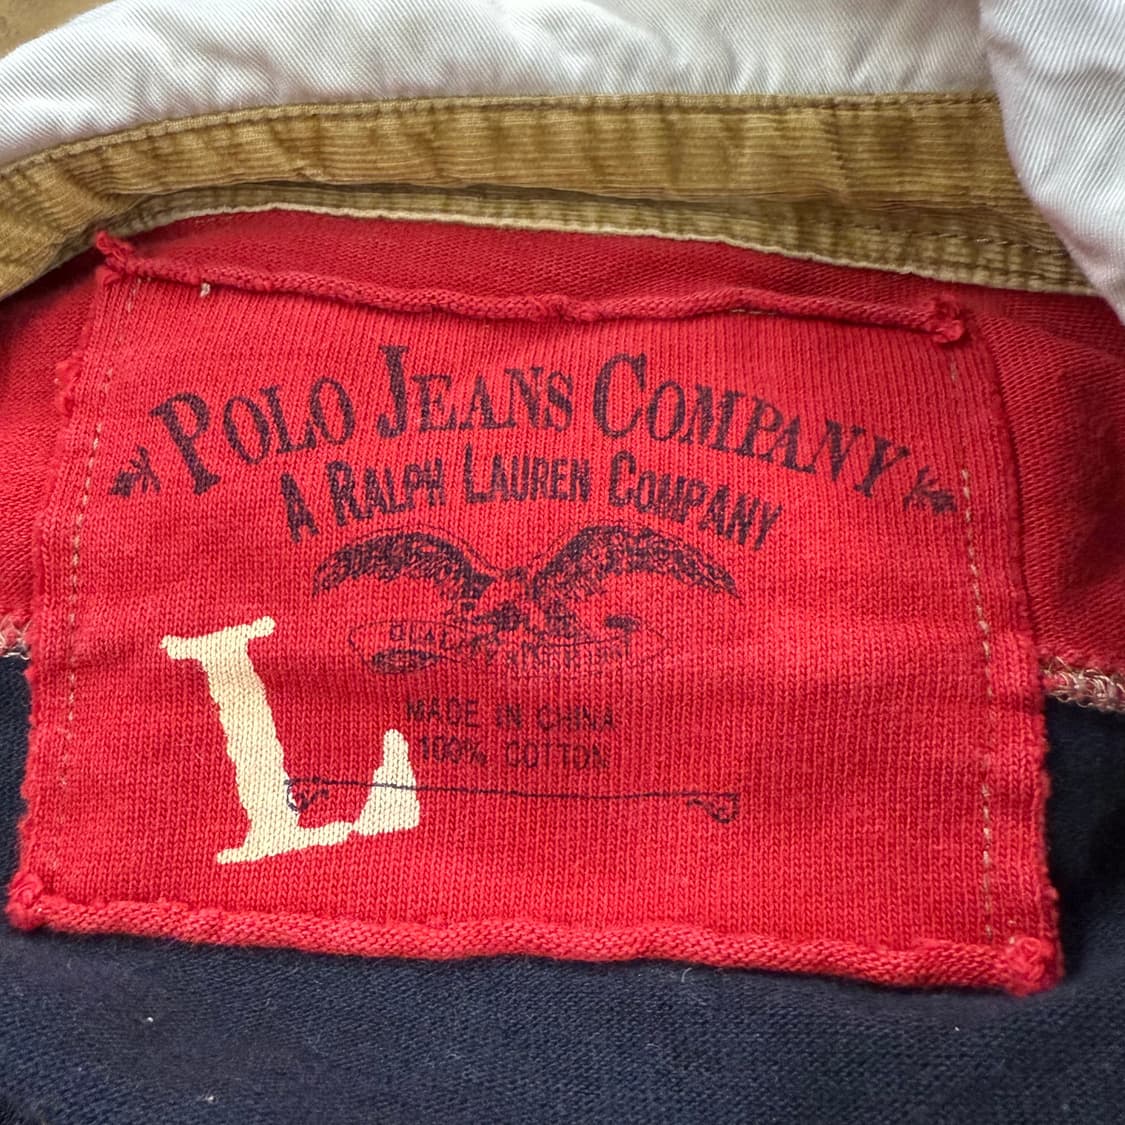 POLO JEANS COMPANY
A RALPH LAUREN COMPANY
L
MADE IN CHINA
100% COTTON